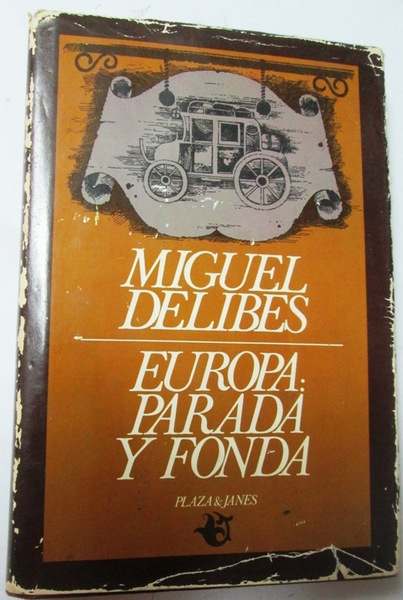 MIGUEL
DELIBES
EUROPA:
PARADA
Y FONDA
PLAZA & JANES